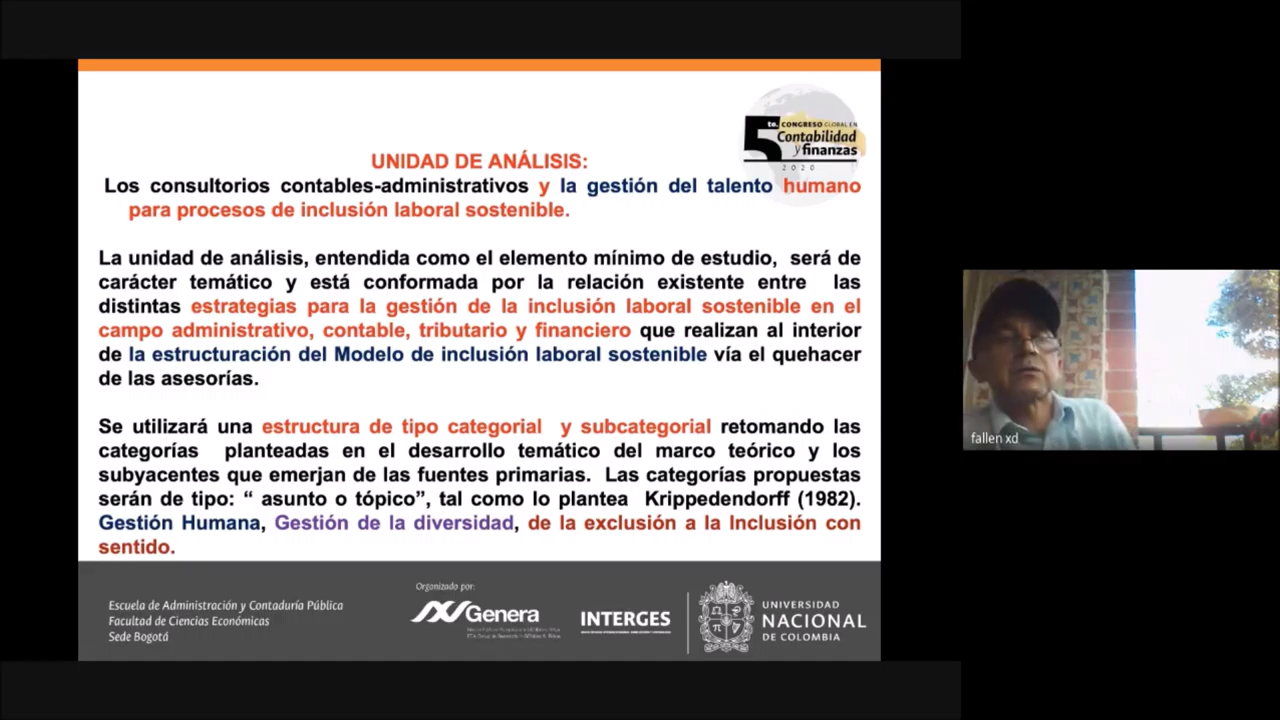 5to. CONGRESO GLOBAL EN
Contabilidad
y finanzas
2020
UNIDAD DE ANÁLISIS:
Los consultorios contables-administrativos y la gestión del talento humano
para procesos de inclusión laboral sostenible.
La unidad de análisis, entendida como el elemento mínimo de estudio, será de
carácter temático y está conformada por la relación existente entre las
distintas estrategias para la gestión de la inclusión laboral sostenible en el
campo administrativo, contable, tributario y financiero que realizan al interior
de la estructuración del Modelo de inclusión laboral sostenible vía el quehacer
de las asesorías.
Se utilizará una estructura de tipo categorial y subcategorial retomando las
categorías planteadas en el desarrollo temático del marco teórico y los
subyacentes que emerjan de las fuentes primarias. Las categorías propuestas
serán de tipo: “ asunto o tópico”, tal como lo plantea Krippedendorff (1982).
Gestión Humana, Gestión de la diversidad, de la exclusión a la Inclusión con
sentido.
Escuela de Administración y Contaduría Pública
Facultad de Ciencias Económicas
Sede Bogotá
Organizado por:
Genera
INTERGES
UNIVERSIDAD
NACIONAL
DE COLOMBIA
fallen xd